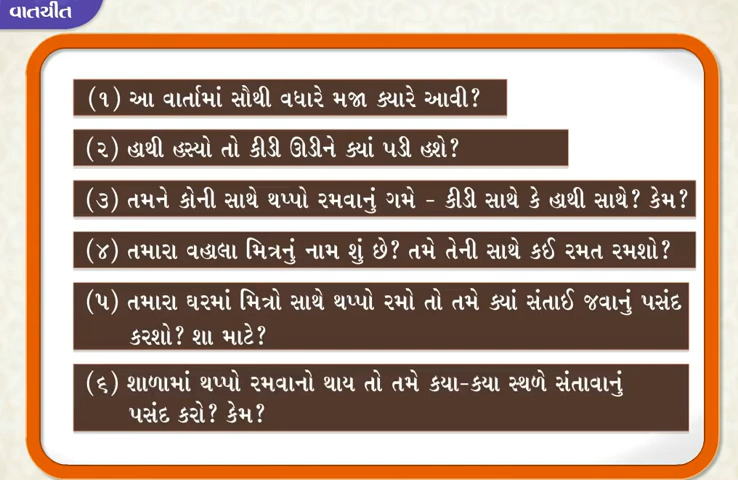 વાતચીત
(૧) આ વાર્તામાં સૌથી વધારે મજા ક્યારે આવી?
(૨) હાથી હસ્યો તો કીડી ઊડીને ક્યાં પડી હશે?
(૩) તમને કોની સાથે થપ્પો રમવાનું ગમે - કીડી સાથે કે હાથી સાથે? કેમ?
(૪) તમારા વહાલા મિત્રનું નામ શું છે? તમે તેની સાથે કઈ રમત રમશો?
(૫) તમારા ઘરમાં મિત્રો સાથે થપ્પો રમો તો તમે ક્યાં સંતાઈ જવાનું પસંદ
કરશો? શા માટે?
(૬) શાળામાં થપ્પો રમવાનો થાય તો તમે કયા-કયા સ્થળે સંતાવાનું
પસંદ કરો? કેમ?